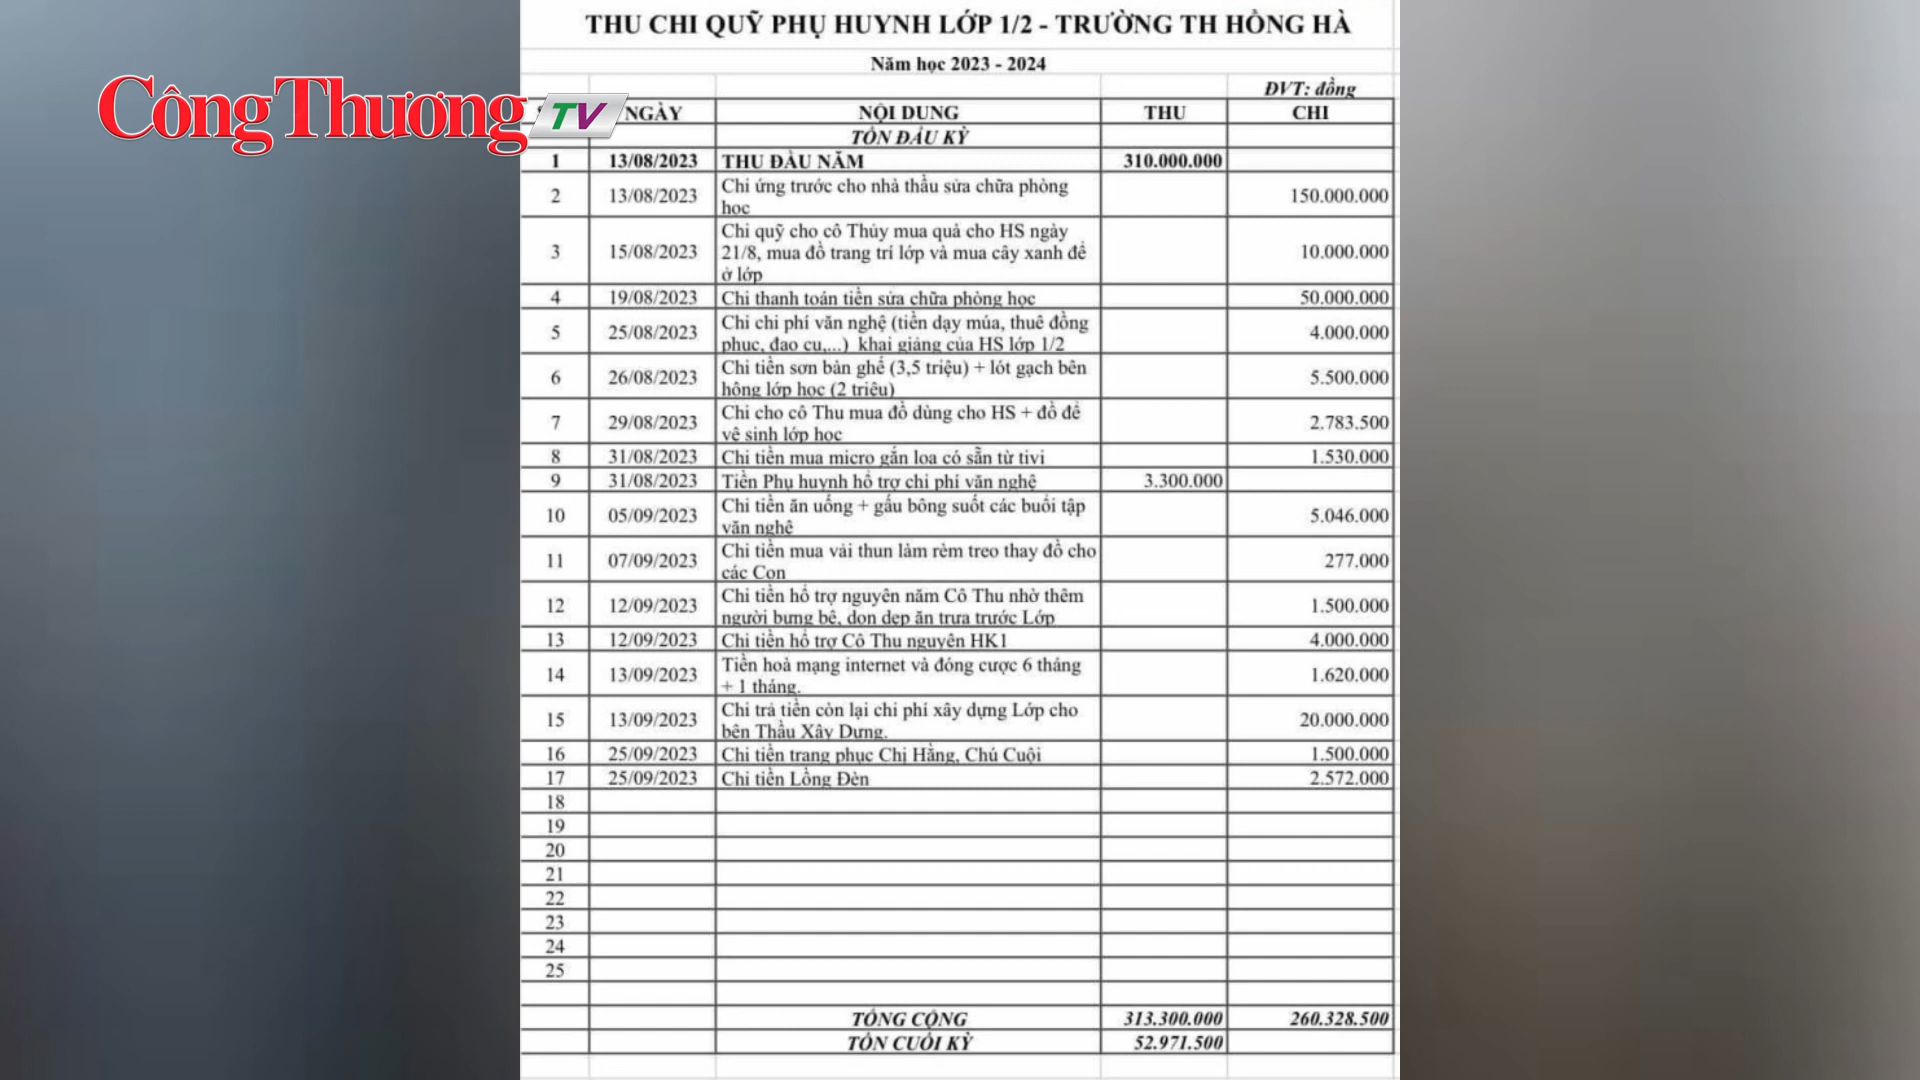 THU CHI QUỸ PHỤ HUYNH LỚP 1/2 - TRƯỜNG TH HỒNG HÀ
Năm học 2023 - 2024
ĐVT: đồng
Công Thương TV
NGÀY NỘI DUNG THU CHI
TỒN ĐẦU KỲ
1 13/08/2023 THU ĐẦU NĂM 310.000.000
2 13/08/2023 Chi ứng trước cho nhà thầu sửa chữa phòng
học 150.000.000
3 15/08/2023 Chi quỹ cho cô Thủy mua quà cho HS ngày
21/8, mua đồ trang trí lớp và mua cây xanh để
ở lớp 10.000.000
4 19/08/2023 Chi thanh toán tiền sửa chữa phòng học 50.000.000
5 25/08/2023 Chi chi phí văn nghệ (tiền dạy múa, thuê đồng
phục, đạo cụ,...) khai giảng của HS lớp 1/2 4.000.000
6 26/08/2023 Chi tiền sơn bàn ghế (3,5 triệu) + lót gạch bên
hông lớp học (2 triệu) 5.500.000
7 29/08/2023 Chi cho cô Thu mua đồ dùng cho HS + đồ để
vệ sinh lớp học 2.783.500
8 31/08/2023 Chi tiền mua micro gắn loa có sẵn từ tivi 1.530.000
9 31/08/2023 Tiền Phụ huynh hỗ trợ chi phí văn nghệ 3.300.000
10 05/09/2023 Chi tiền ăn uống + gấu bông suốt các buổi tập
văn nghệ 5.046.000
11 07/09/2023 Chi tiền mua vải thun làm rèm treo thay đồ cho
các Con 277.000
12 12/09/2023 Chi tiền hỗ trợ nguyên năm Cô Thu nhờ thêm
người bưng bê, dọn dẹp ăn trưa trước Lớp 1.500.000
13 12/09/2023 Chi tiền hỗ trợ Cô Thu nguyên HK1 4.000.000
14 13/09/2023 Tiền hoà mạng internet và đóng cược 6 tháng
+ 1 tháng. 1.620.000
15 13/09/2023 Chi trả tiền còn lại chi phí xây dựng Lớp cho
bên Thầu Xây Dựng. 20.000.000
16 25/09/2023 Chi tiền trang phục Chị Hằng, Chú Cuội 1.500.000
17 25/09/2023 Chi tiền Lồng Đèn 2.572.000
18
19
20
21
22
23
24
25
TỔNG CỘNG 313.300.000 260.328.500
TỒN CUỐI KỲ 52.971.500